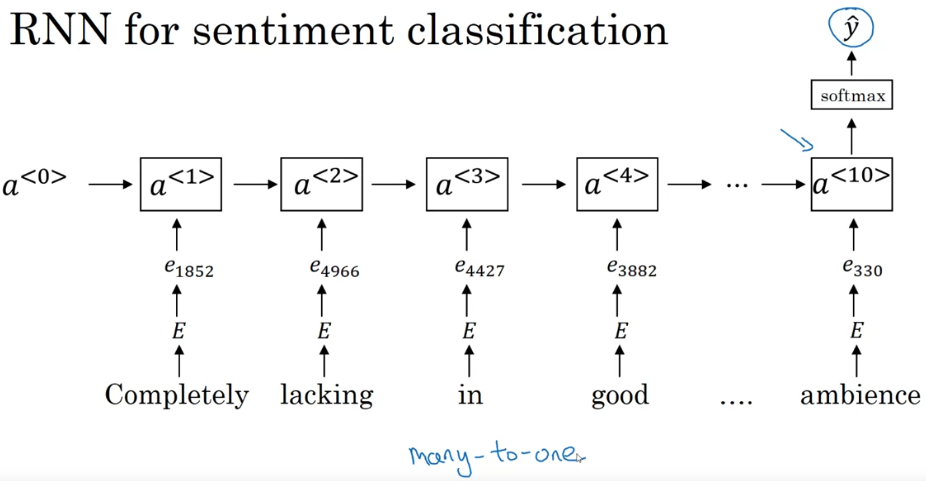 RNN for sentiment classification
ŷ
softmax
a<0> a<1> a<2> a<3> a<4> ... a<10>
e1852 e4966 e4427 e3882 e330
E E E E E
Completely lacking in good .... ambience
many-to-one